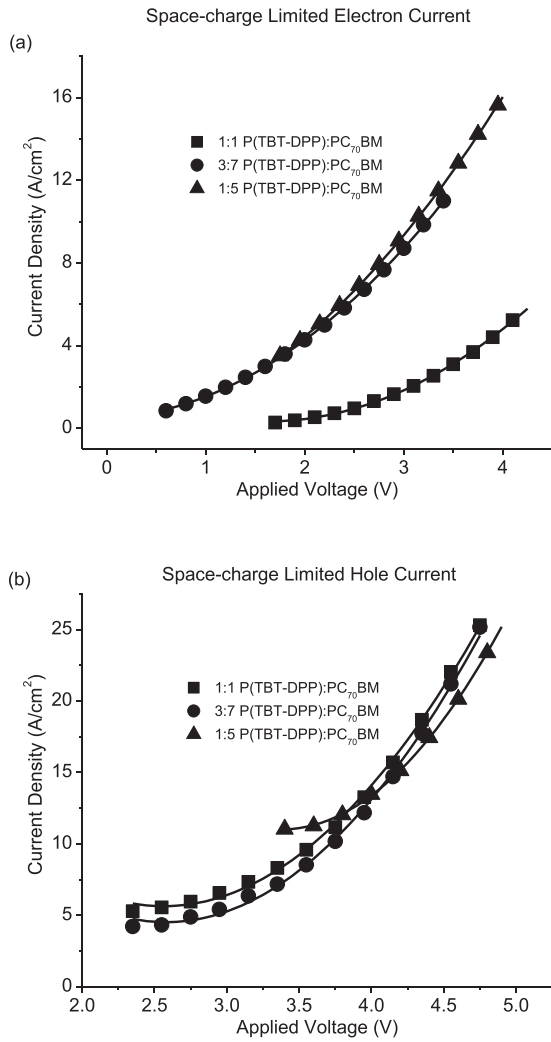 Space-charge Limited Electron Current
(a)
16
12
8
4
0
Current Density (A/cm²)
1:1 P(TBT-DPP):PC₇₀BM
3:7 P(TBT-DPP):PC₇₀BM
1:5 P(TBT-DPP):PC₇₀BM
0 1 2 3 4
Applied Voltage (V)
(b)
Space-charge Limited Hole Current
25
20
15
10
5
0
Current Density (A/cm²)
1:1 P(TBT-DPP):PC₇₀BM
3:7 P(TBT-DPP):PC₇₀BM
1:5 P(TBT-DPP):PC₇₀BM
2.0 2.5 3.0 3.5 4.0 4.5 5.0
Applied Voltage (V)